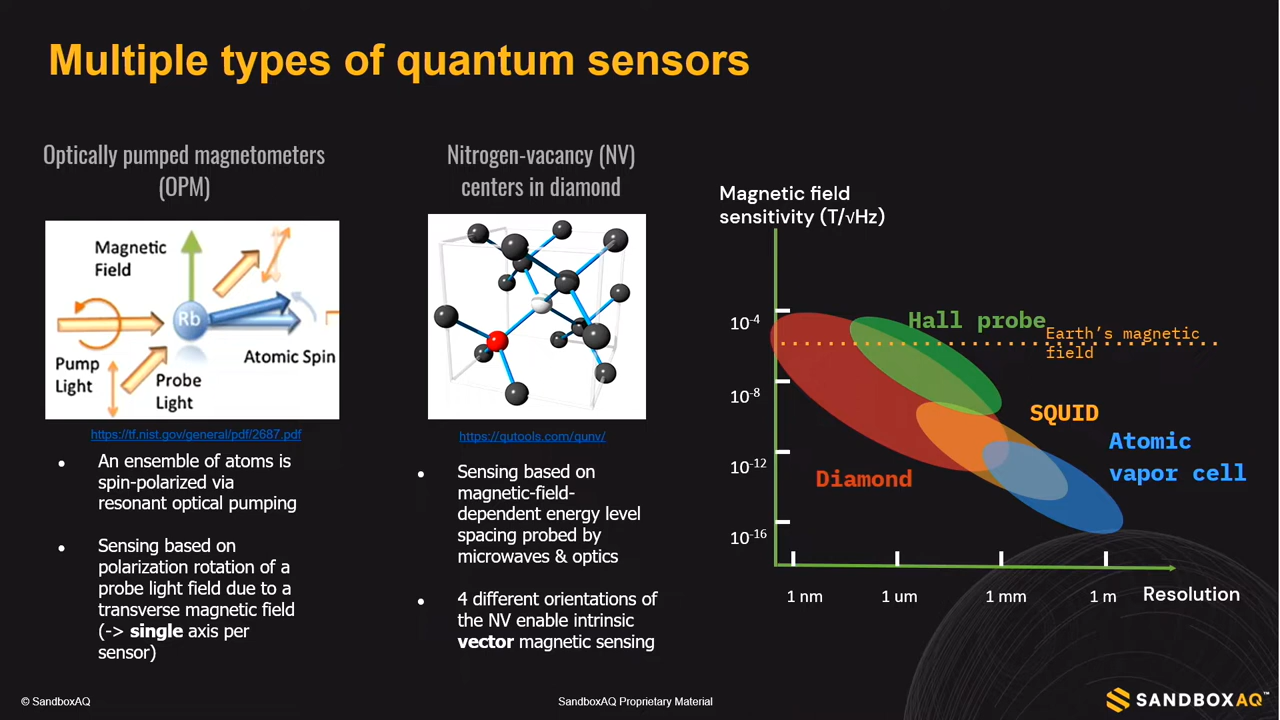 Multiple types of quantum sensors
Optically pumped magnetometers
(OPM)
Magnetic
Field
Rb
Pump
Light
Probe
Light
Atomic Spin
https://tf.nist.gov/general/pdf/2687.pdf
• An ensemble of atoms is
spin-polarized via
resonant optical pumping
• Sensing based on
polarization rotation of a
probe light field due to a
transverse magnetic field
(-> single axis per
sensor)
Nitrogen-vacancy (NV)
centers in diamond
https://qutools.com/qunv/
• Sensing based on
magnetic-field-
dependent energy level
spacing probed by
microwaves & optics
• 4 different orientations of
the NV enable intrinsic
vector magnetic sensing
Magnetic field
sensitivity (T/√Hz)
10⁻⁴
10⁻⁸
10⁻¹²
10⁻¹⁶
Hall probe
Earth's magnetic
field
SQUID
Atomic
vapor cell
Diamond
1 nm
1 um
1 mm
1 m
Resolution
© SandboxAQ
SandboxAQ Proprietary Material
SANDBOXAQ™